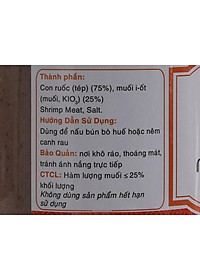 Thành phần:
Con ruốc (tép) (75%), muối i-ốt
(muối, KIO₃) (25%)
Shrimp Meat, Salt.
Hướng Dẫn Sử Dụng:
Dùng để nấu bún bò huế hoặc nêm
canh rau
Bảo Quản: nơi khô ráo, thoáng mát,
tránh ánh nắng trực tiếp
CTCL: Hàm lượng muối ≤ 25%
khối lượng
Không dùng sản phẩm hết hạn
sử dụng